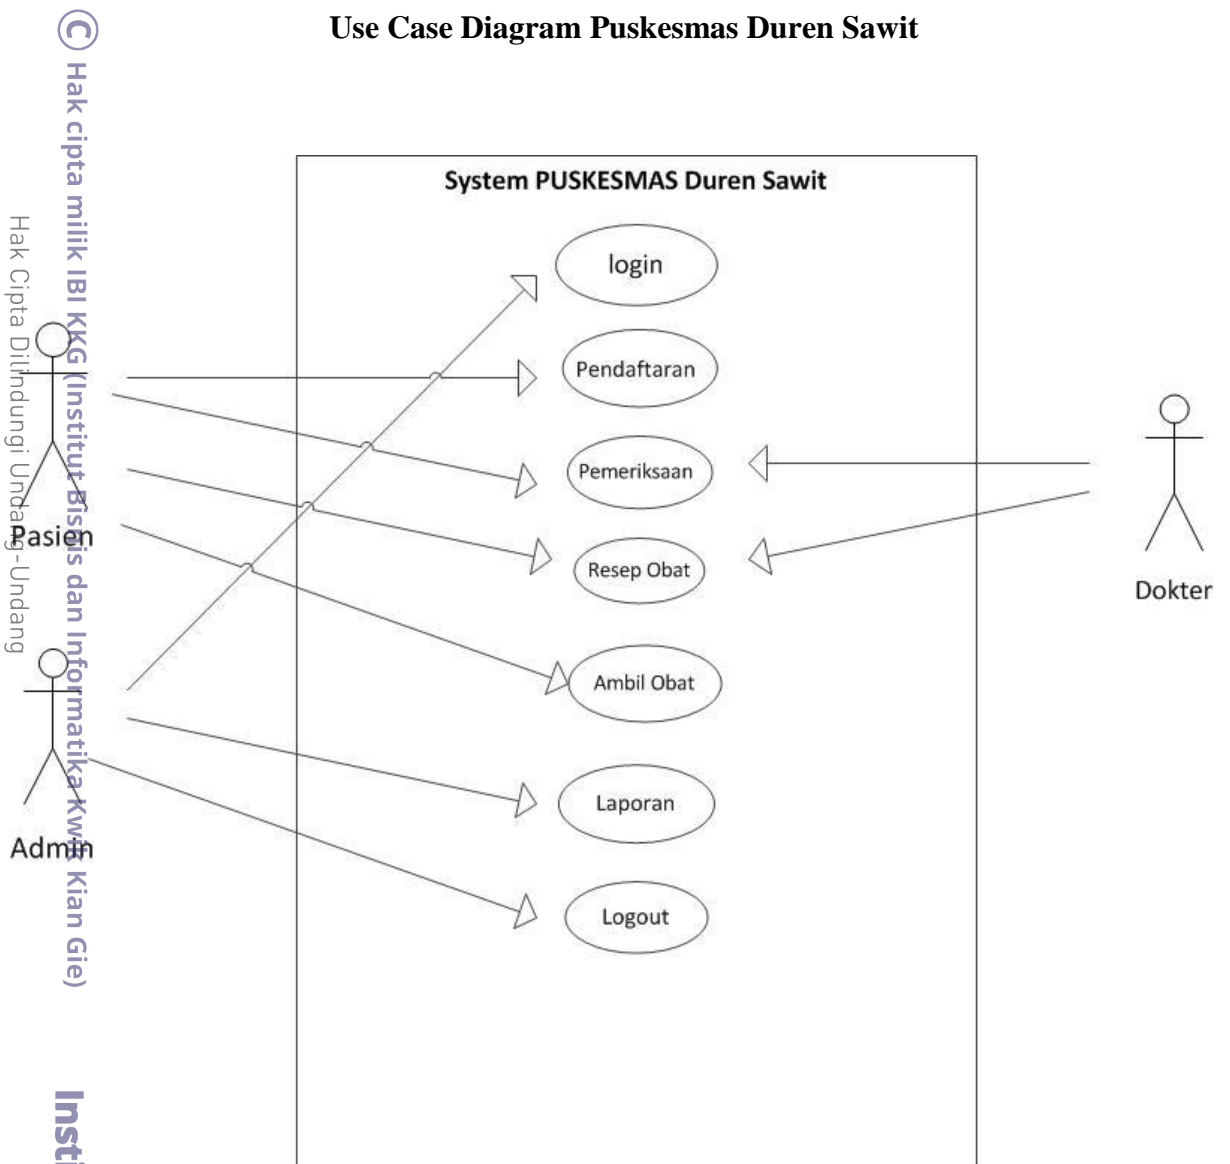 Use Case Diagram Puskesmas Duren Sawit
© Hak cipta milik IBI KKG (Institut Bisnis dan Informatika Kwik Kian Gie)
Hak Cipta Dilindungi Undang-Undang
System PUSKESMAS Duren Sawit
login
Pendaftaran
Pemeriksaan
Resep Obat
Ambil Obat
Laporan
Logout
Pasien
Admin
Dokter
Insti